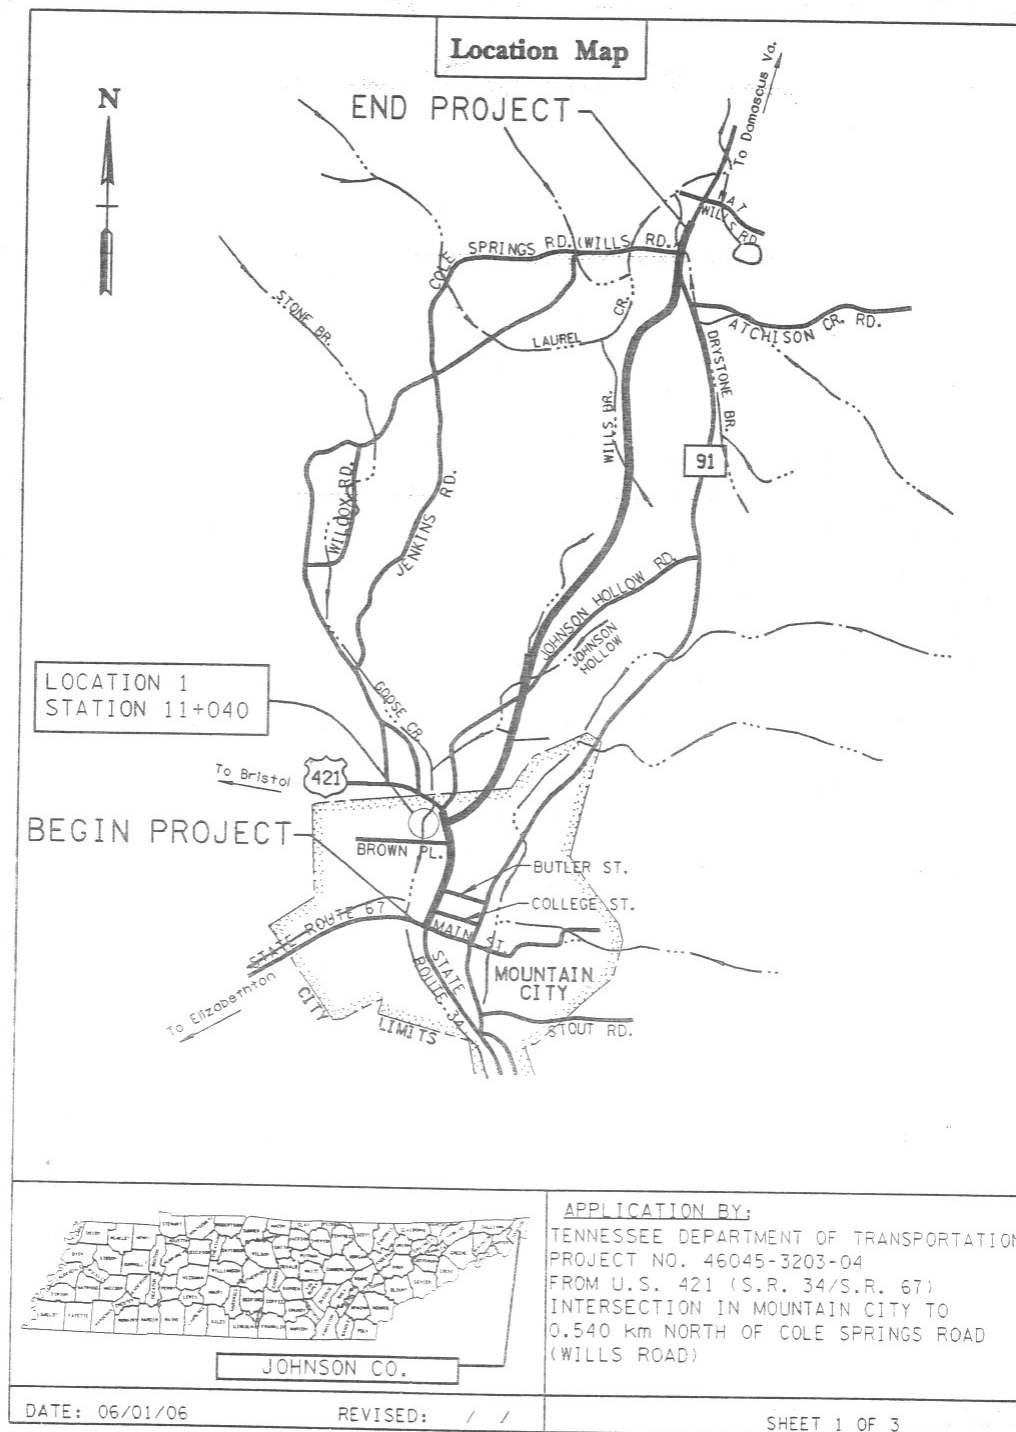 Location Map
N
END PROJECT
To Damascus Va.
MAT
WILLS RD.
COLE SPRINGS RD. (WILLS RD.)
STONE BR.
LAUREL CR.
ATCHISON CR. RD.
DRYSTONE BR.
WILLS BR.
91
WILCOX RD.
JENKINS RD.
JOHNSON HOLLOW RD.
JOHNSON
HOLLOW
LOCATION 1
STATION 11+040
GOOSE CR.
To Bristol
421
BEGIN PROJECT
BROWN PL.
BUTLER ST.
COLLEGE ST.
STATE ROUTE 67
MAIN ST.
STATE
ROUTE 34
MOUNTAIN
CITY
To Elizabethton
CITY LIMITS
STOUT RD.
JOHNSON CO.
APPLICATION BY:
TENNESSEE DEPARTMENT OF TRANSPORTATION
PROJECT NO. 46045-3203-04
FROM U.S. 421 (S.R. 34/S.R. 67)
INTERSECTION IN MOUNTAIN CITY TO
0.540 km NORTH OF COLE SPRINGS ROAD
(WILLS ROAD)
DATE: 06/01/06
REVISED: / /
SHEET 1 OF 3